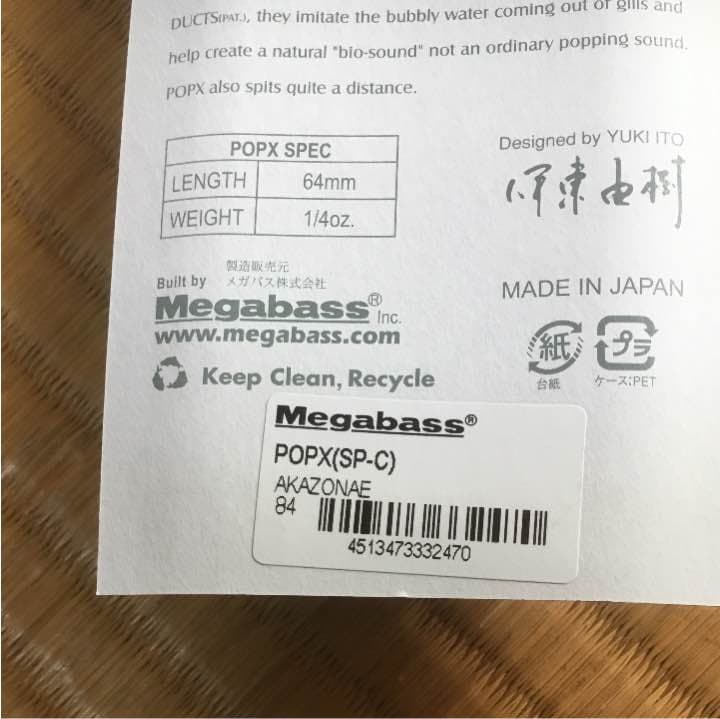 DUCTS(PAT.), they imitate the bubbly water coming out of gills and
help create a natural "bio-sound" not an ordinary popping sound.
POPX also spits quite a distance.
POPX SPEC
LENGTH 64mm
WEIGHT 1/4oz.
Designed by YUKI ITO
伊東由樹
製造販売元
Built by メガバス株式会社
Megabass® Inc.
www.megabass.com
MADE IN JAPAN
紙 プラ
台紙 ケース:PET
Keep Clean, Recycle
Megabass®
POPX(SP-C)
AKAZONAE
84
4513473332470